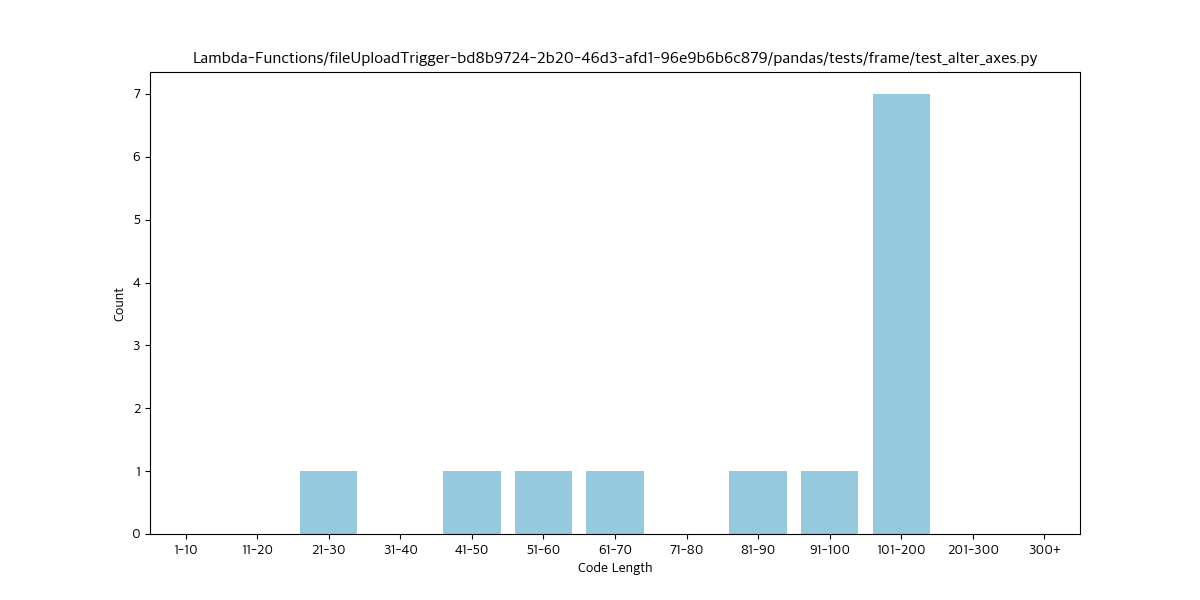 Lambda-Functions/fileUploadTrigger-bd8b9724-2b20-46d3-afd1-96e9b6b6c879/pandas/tests/frame/test_alter_axes.py
7
6
5
4
3
2
1
0
Count
1-10 11-20 21-30 31-40 41-50 51-60 61-70 71-80 81-90 91-100 101-200 201-300 300+
Code Length